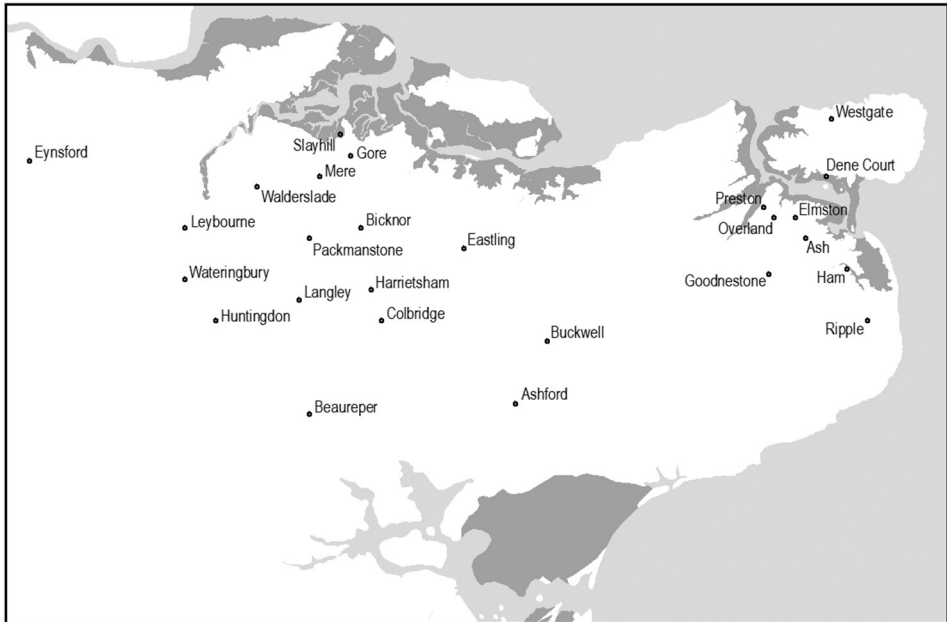 Westgate
Slayhill
Gore
Eynsford
Mere
Dene Court
Walderslade
Preston
Elmston
Leybourne
Bicknor
Overland
Packmanstone
Eastling
Ash
Wateringbury
Goodnestone
Ham
Harrietsham
Langley
Huntingdon
Colbridge
Ripple
Buckwell
Ashford
Beaureper